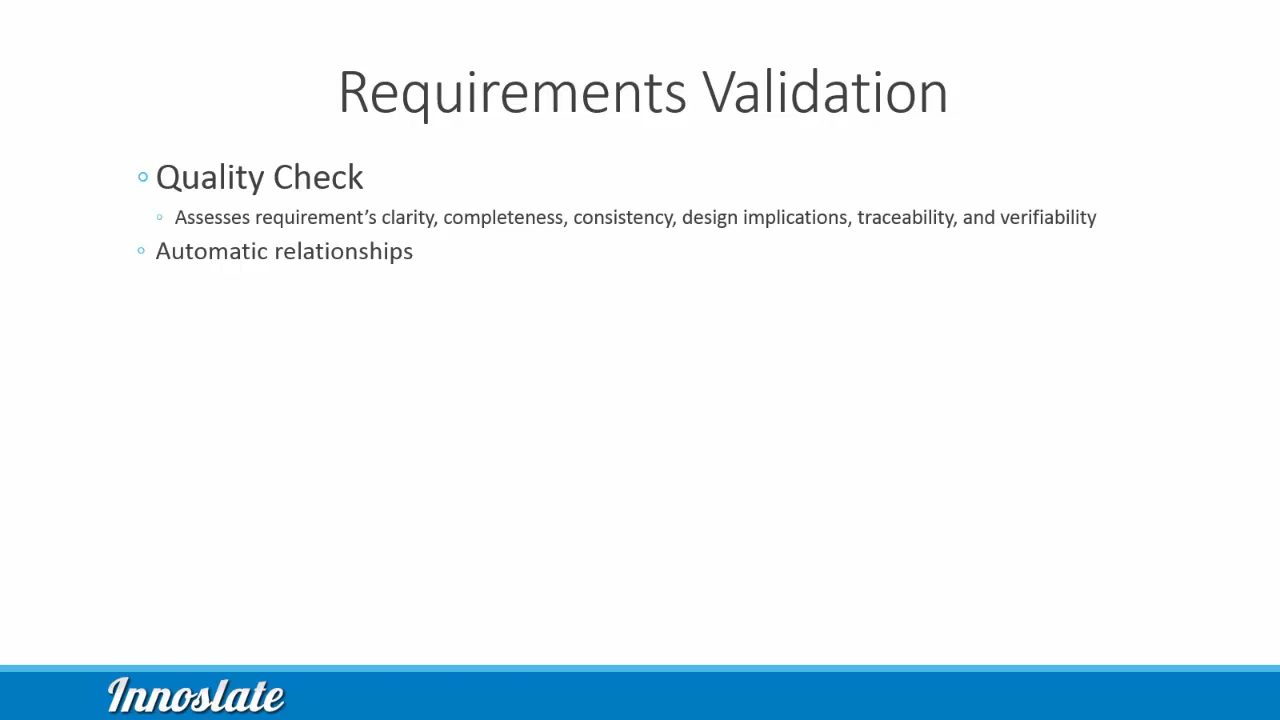 Requirements Validation
Quality Check
Assesses requirement’s clarity, completeness, consistency, design implications, traceability, and verifiability
Automatic relationships
Innoslate